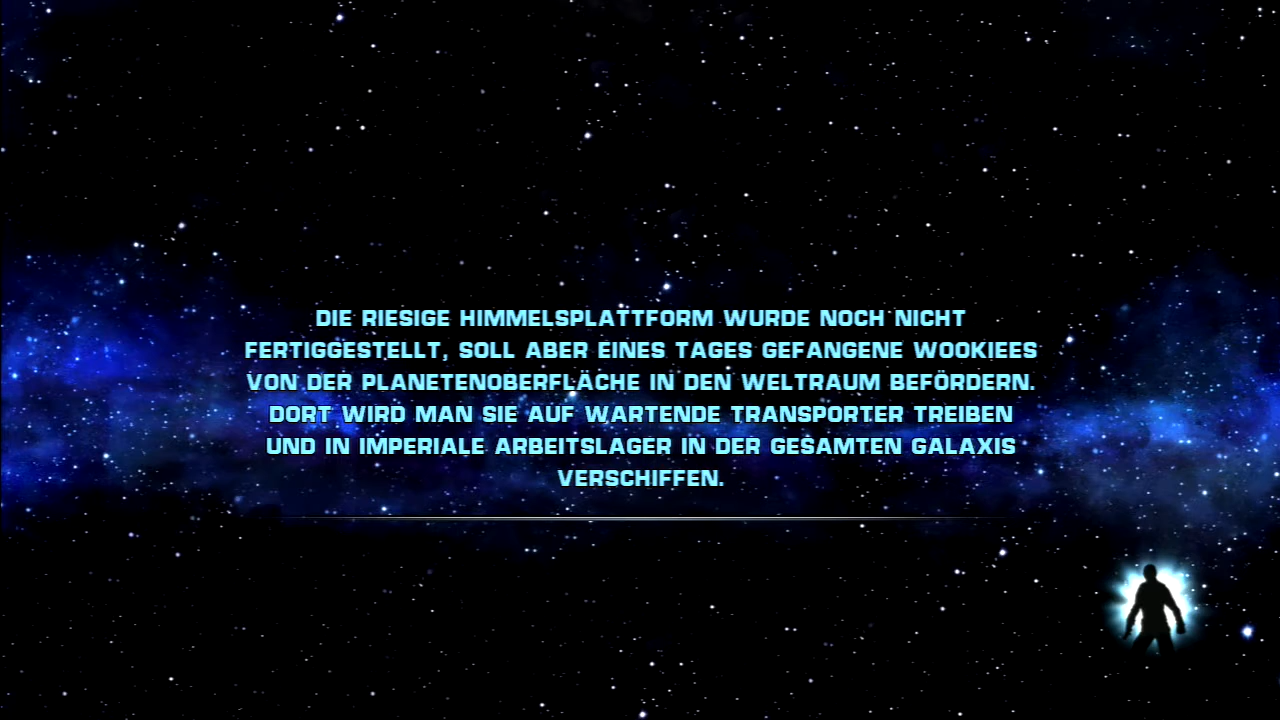 DIE RIESIGE HIMMELSPLATTFORM WURDE NOCH NICHT
FERTIGGESTELLT, SOLL ABER EINES TAGES GEFANGENE WOOKIEES
VON DER PLANETENOBERFLÄCHE IN DEN WELTRAUM BEFÖRDERN.
DORT WIRD MAN SIE AUF WARTENDE TRANSPORTER TREIBEN
UND IN IMPERIALE ARBEITSLAGER IN DER GESAMTEN GALAXIS
VERSCHIFFEN.